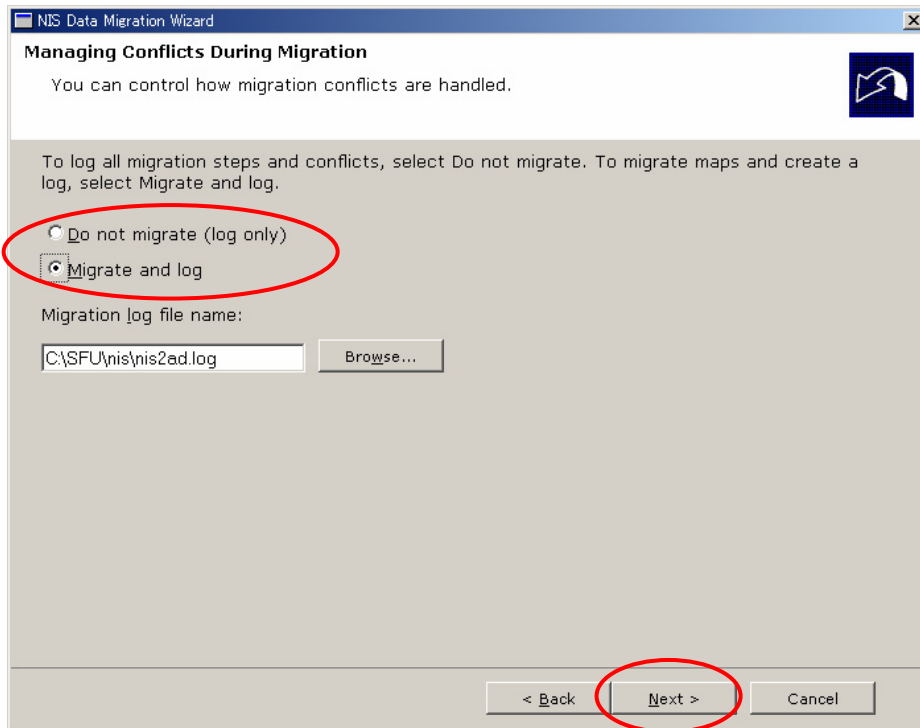 NIS Data Migration Wizard
Managing Conflicts During Migration
You can control how migration conflicts are handled.
To log all migration steps and conflicts, select Do not migrate. To migrate maps and create a
log, select Migrate and log.
Do not migrate (log only)
Migrate and log
Migration log file name:
C:\SFU\nis\nis2ad.log Browse...
< Back Next > Cancel